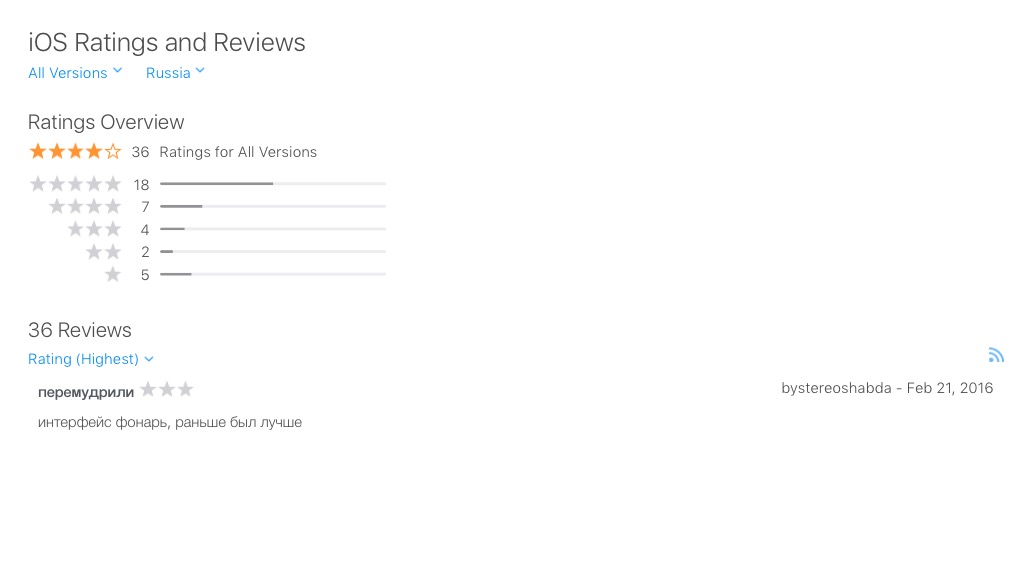 iOS Ratings and Reviews
All Versions Russia
Ratings Overview
36 Ratings for All Versions
18
7
4
2
5
36 Reviews
Rating (Highest)
перемудрили
bystereoshabda - Feb 21, 2016
интерфейс фонарь, раньше был лучше